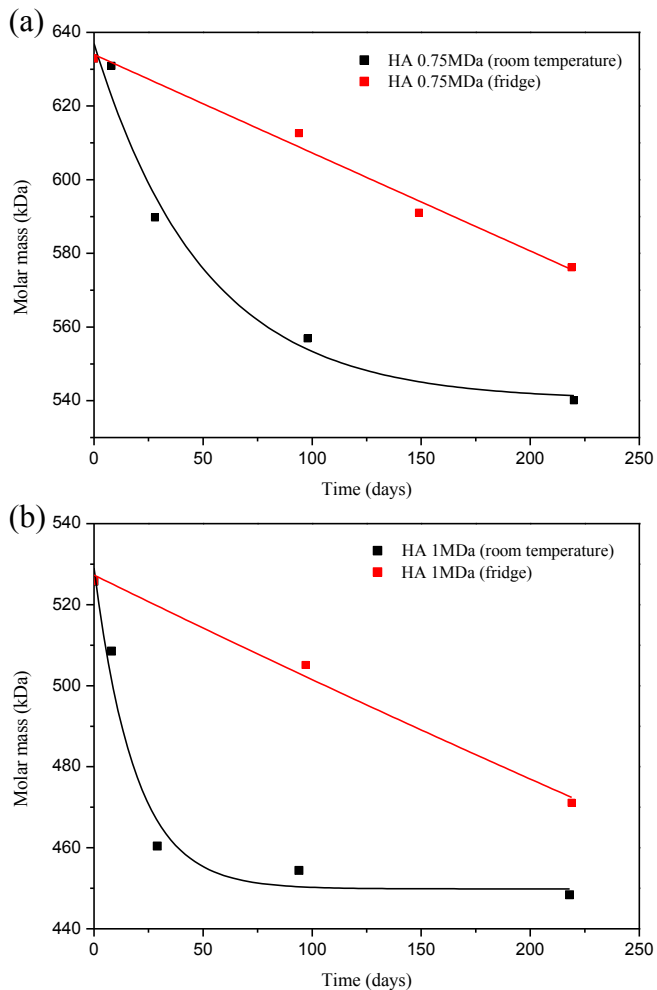 (a)
640
620
600
580
560
540
Molar mass (kDa)
HA 0.75MDa (room temperature)
HA 0.75MDa (fridge)
0 50 100 150 200 250
Time (days)
(b)
540
520
500
480
460
440
Molar mass (kDa)
HA 1MDa (room temperature)
HA 1MDa (fridge)
0 50 100 150 200 250
Time (days)